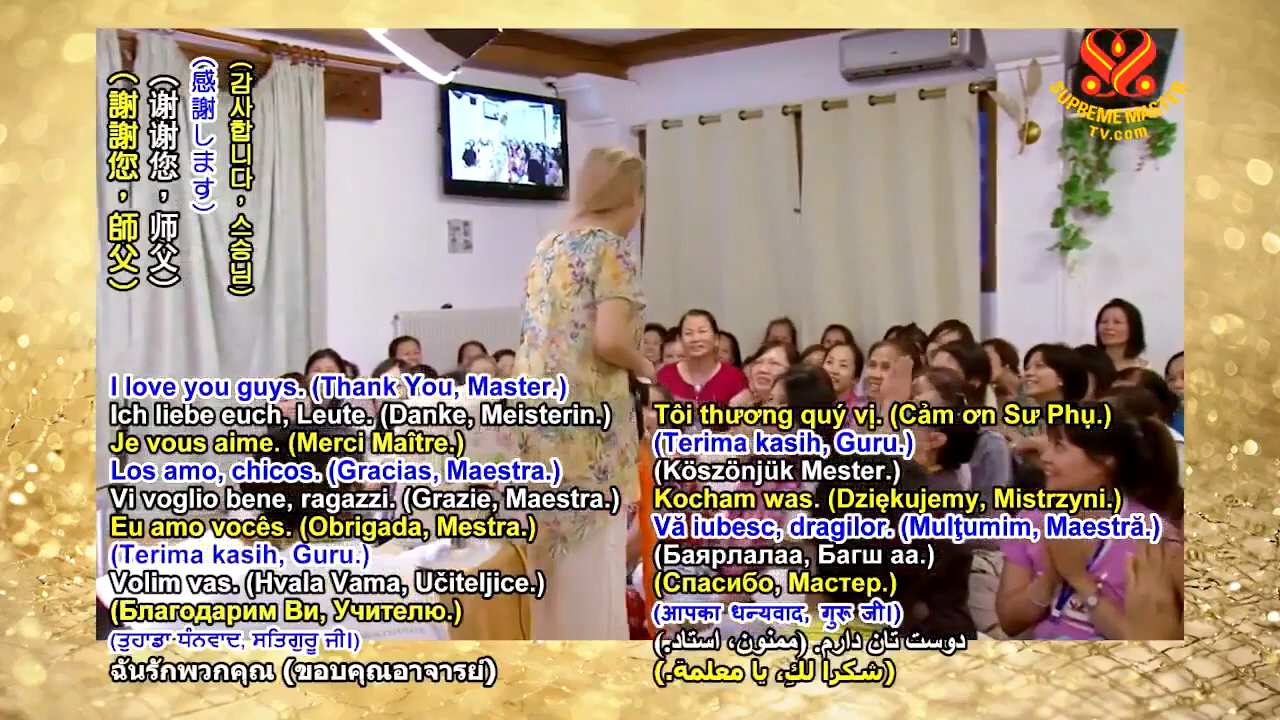 (謝謝您，師父)
(谢谢您，师父)
(感謝します)
(감사합니다, 스승님)
SUPREME MASTER
TV.com
I love you guys. (Thank You, Master.)
Ich liebe euch, Leute. (Danke, Meisterin.)
Je vous aime. (Merci Maître.)
Los amo, chicos. (Gracias, Maestra.)
Vi voglio bene, ragazzi. (Grazie, Maestra.)
Eu amo vocês. (Obrigada, Mestra.)
(Terima kasih, Guru.)
Volim vas. (Hvala Vama, Učiteljice.)
(Благодарим Ви, Учителю.)
(ਤੁਹਾਡਾ ਧੰਨਵਾਦ, ਸਤਿਗੁਰੂ ਜੀ।)
ฉันรักพวกคุณ (ขอบคุณอาจารย์)
Tôi thương quý vị. (Cảm ơn Sư Phụ.)
(Terima kasih, Guru.)
(Köszönjük Mester.)
Kocham was. (Dziękujemy, Mistrzyni.)
Vă iubesc, dragilor. (Mulţumim, Maestră.)
(Баярлалаа, Багш аа.)
(Спасибо, Мастер.)
(आपका धन्यवाद, गुरू जी।)
دوست تان دارم. (ممنون، استاد.)
(شكرا لكِ، يا معلمة.)